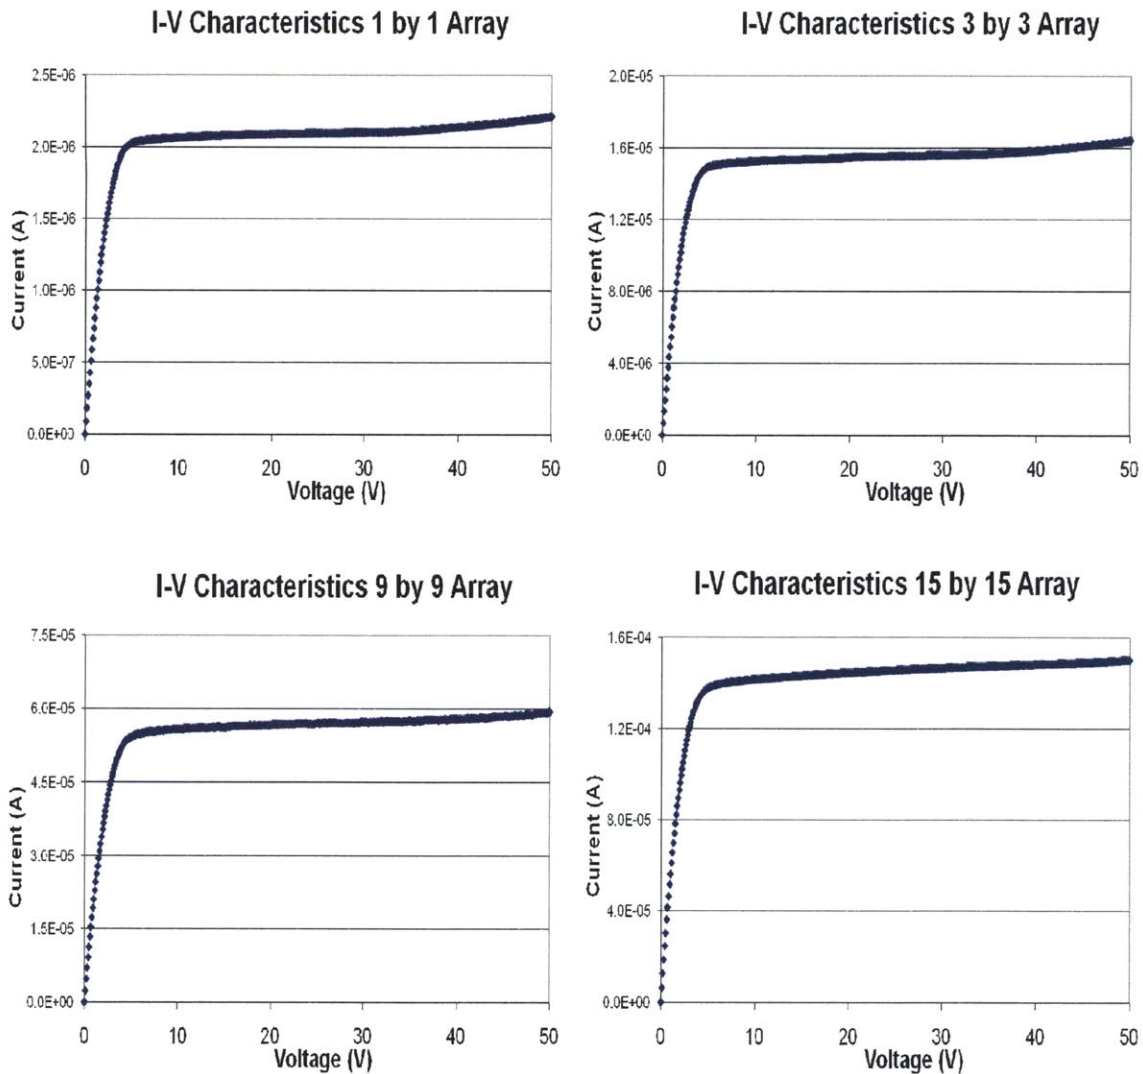 I-V Characteristics 1 by 1 Array
2.5E-06
2.0E-06
1.5E-06
1.0E-06
5.0E-07
0.0E+00
Current (A)
0 10 20 30 40 50
Voltage (V)
I-V Characteristics 3 by 3 Array
2.0E-05
1.6E-05
1.2E-05
8.0E-06
4.0E-06
0.0E+00
Current (A)
0 10 20 30 40 50
Voltage (V)
I-V Characteristics 9 by 9 Array
7.5E-05
6.0E-05
4.5E-05
3.0E-05
1.5E-05
0.0E+00
Current (A)
0 10 20 30 40 50
Voltage (V)
I-V Characteristics 15 by 15 Array
1.6E-04
1.2E-04
8.0E-05
4.0E-05
0.0E+00
Current (A)
0 10 20 30 40 50
Voltage (V)